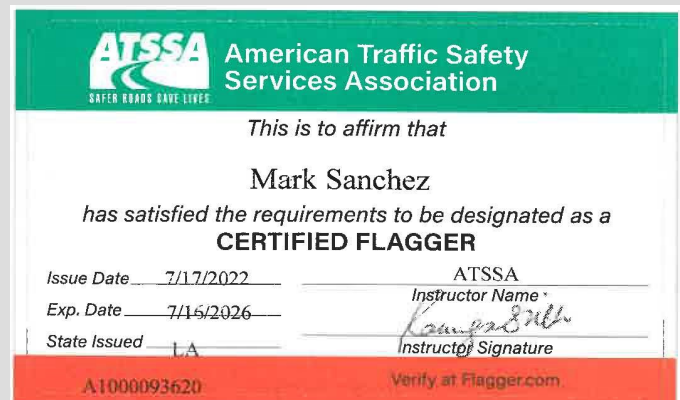 ATSSA
SAFER ROADS SAVE LIVES
American Traffic Safety
Services Association
This is to affirm that
Mark Sanchez
has satisfied the requirements to be designated as a
CERTIFIED FLAGGER
Issue Date 7/17/2022
ATSSA
Instructor Name
Exp. Date 7/16/2026
State Issued LA
Instructor Signature
A1000093620
Verify at Flagger.com